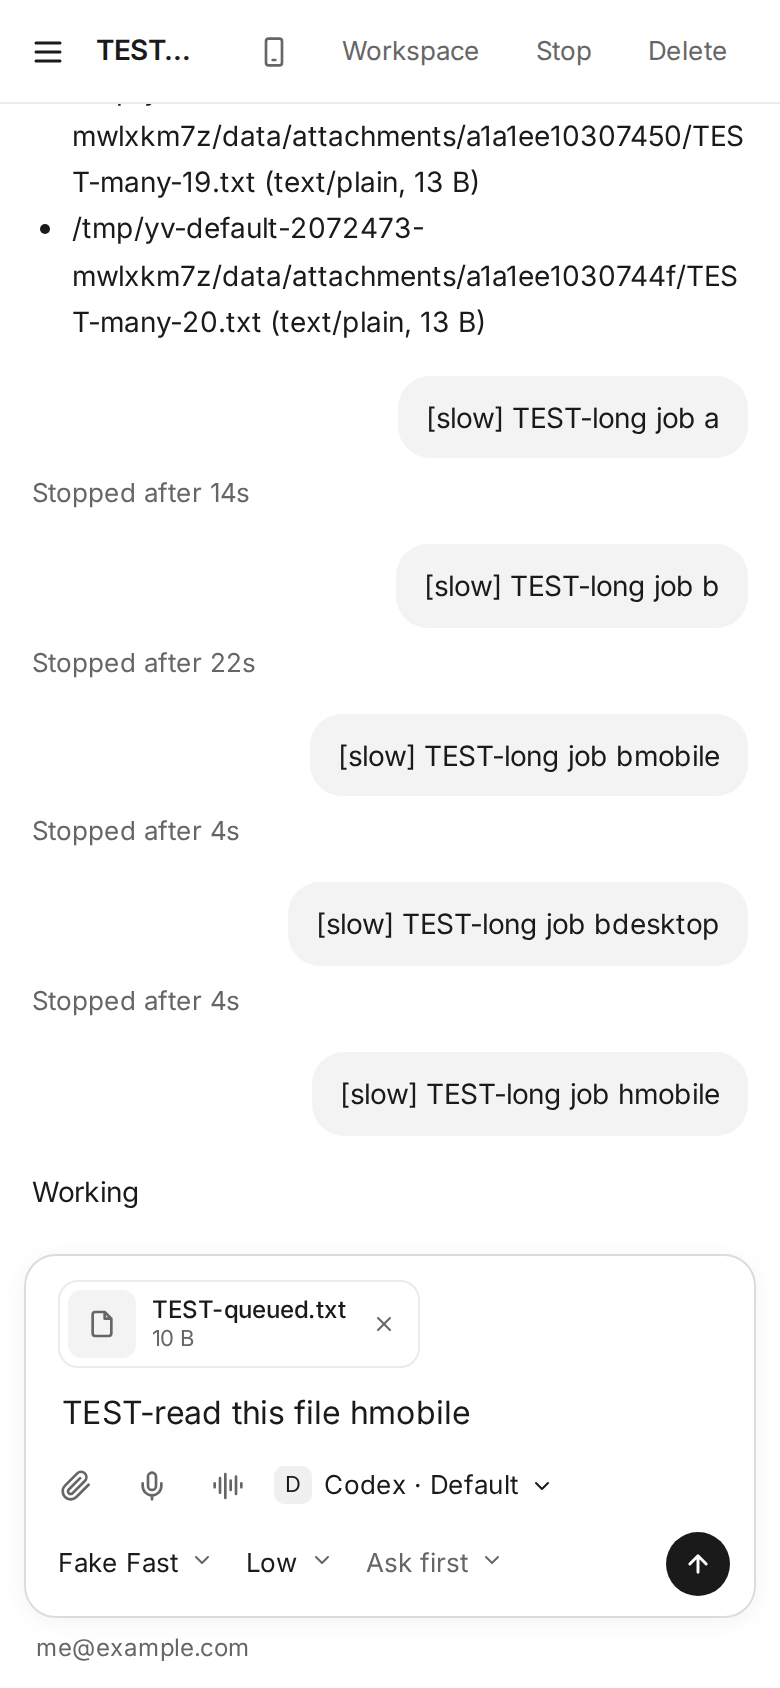 TEST...
Workspace
Stop
Delete
mwlxkm7z/data/attachments/a1a1ee10307450/TES
T-many-19.txt (text/plain, 13 B)
/tmp/yv-default-2072473-
mwlxkm7z/data/attachments/a1a1ee1030744f/TES
T-many-20.txt (text/plain, 13 B)
[slow] TEST-long job a
Stopped after 14s
[slow] TEST-long job b
Stopped after 22s
[slow] TEST-long job bmobile
Stopped after 4s
[slow] TEST-long job bdesktop
Stopped after 4s
[slow] TEST-long job hmobile
Working
TEST-queued.txt
10 B
TEST-read this file hmobile
D Codex · Default
Fake Fast
Low
Ask first
me@example.com